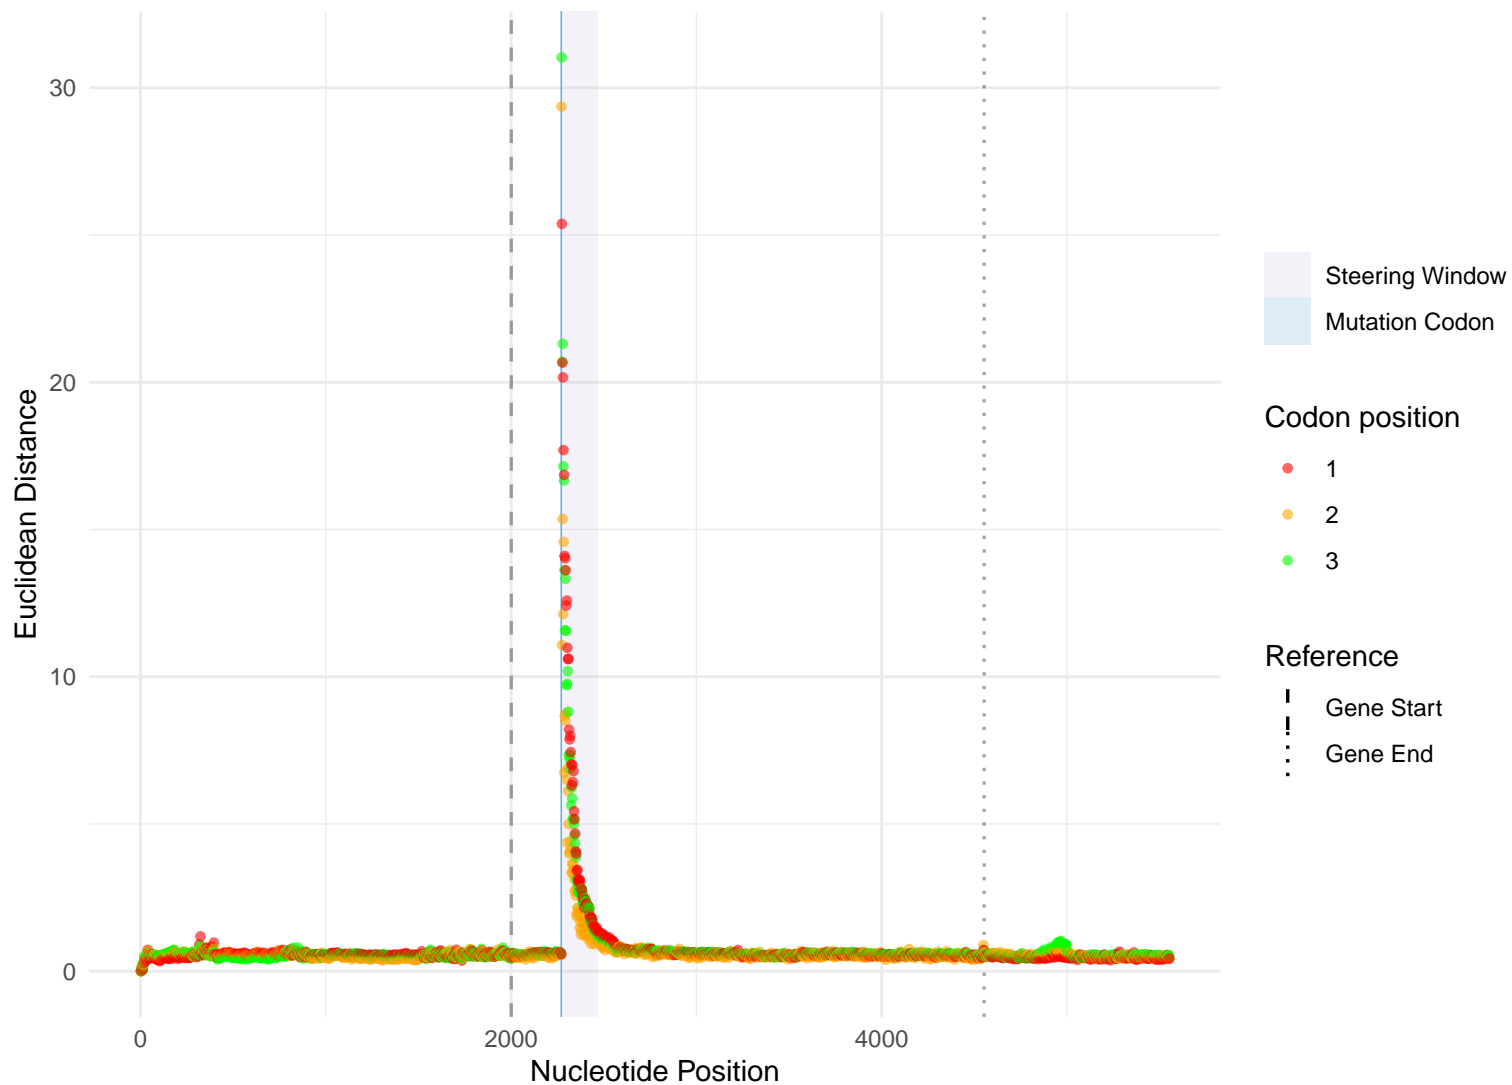 Euclidean Distance
30
20
10
0
0
2000
4000
Nucleotide Position
Steering Window
Mutation Codon
Codon position
1
2
3
Reference
Gene Start
Gene End